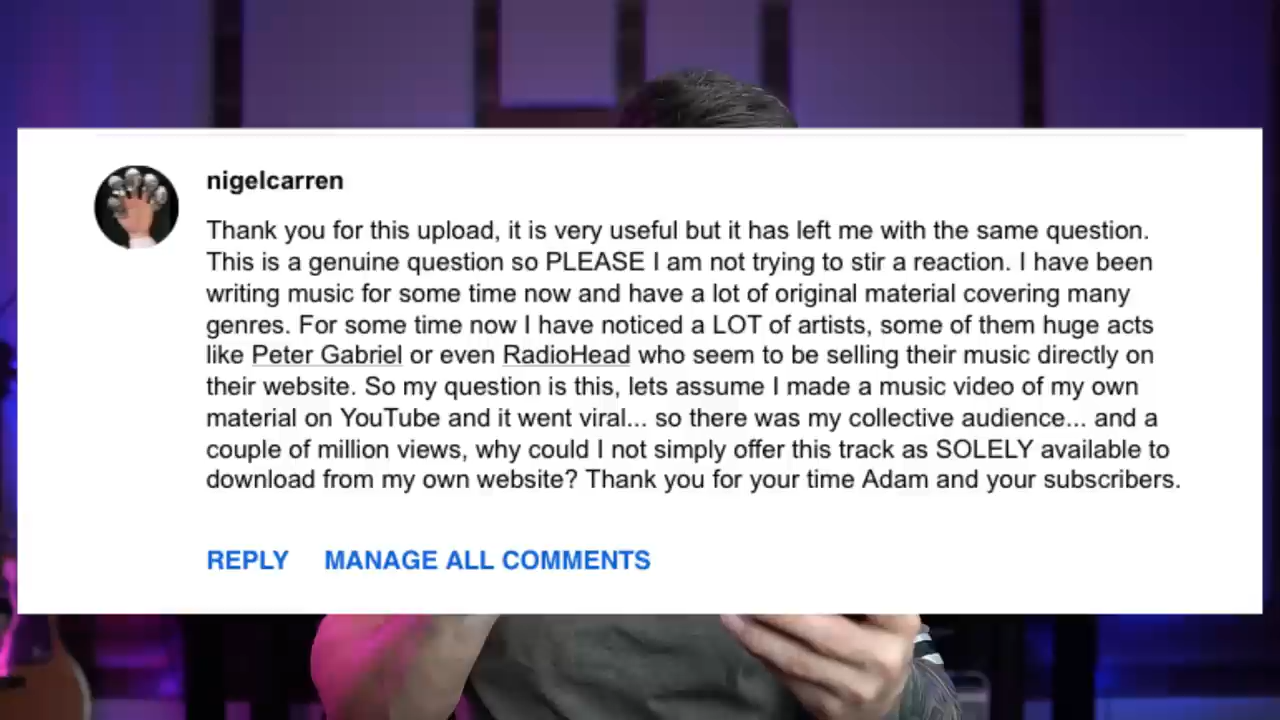 nigelcarren
Thank you for this upload, it is very useful but it has left me with the same question.
This is a genuine question so PLEASE I am not trying to stir a reaction. I have been
writing music for some time now and have a lot of original material covering many
genres. For some time now I have noticed a LOT of artists, some of them huge acts
like Peter Gabriel or even RadioHead who seem to be selling their music directly on
their website. So my question is this, lets assume I made a music video of my own
material on YouTube and it went viral... so there was my collective audience... and a
couple of million views, why could I not simply offer this track as SOLELY available to
download from my own website? Thank you for your time Adam and your subscribers.
REPLY MANAGE ALL COMMENTS